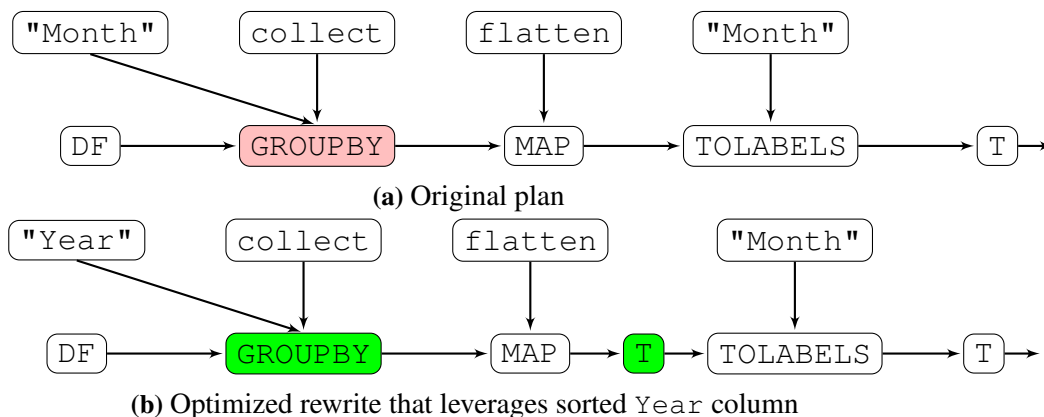 "Month" collect flatten "Month"
DF GROUPBY MAP TOLABELS T
(a) Original plan
"Year" collect flatten "Month"
DF GROUPBY MAP T TOLABELS T
(b) Optimized rewrite that leverages sorted Year column